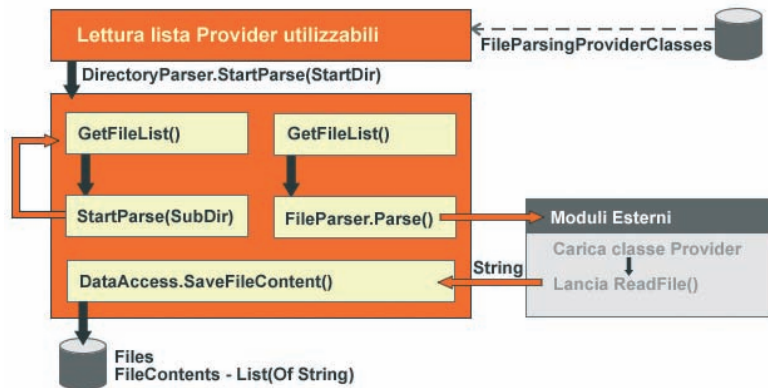 Lettura lista Provider utilizzabili
FileParsingProviderClasses
DirectoryParser.StartParse(StartDir)
GetFileList()
GetFileList()
StartParse(SubDir)
FileParser.Parse()
Moduli Esterni
Carica classe Provider
String
DataAccess.SaveFileContent()
Lancia ReadFile()
Files
FileContents - List(Of String)